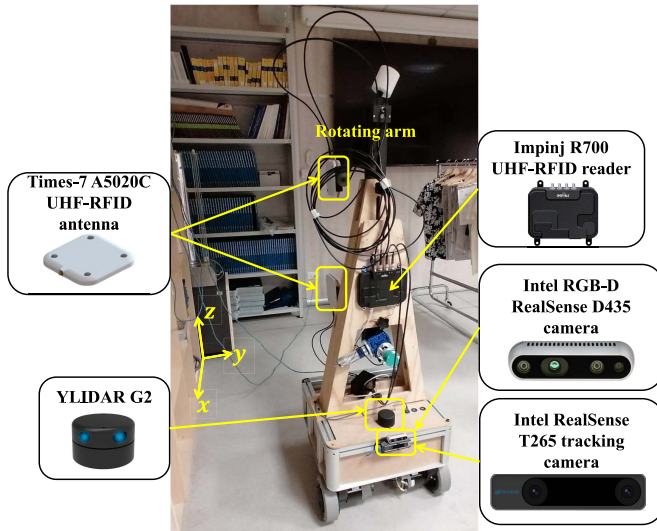 Rotating arm
Times-7 A5020C
UHF-RFID
antenna
Impinj R700
UHF-RFID reader
impinj
Intel RGB-D
RealSense D435
camera
z
y
x
YLIDAR G2
Intel RealSense
T265 tracking
camera